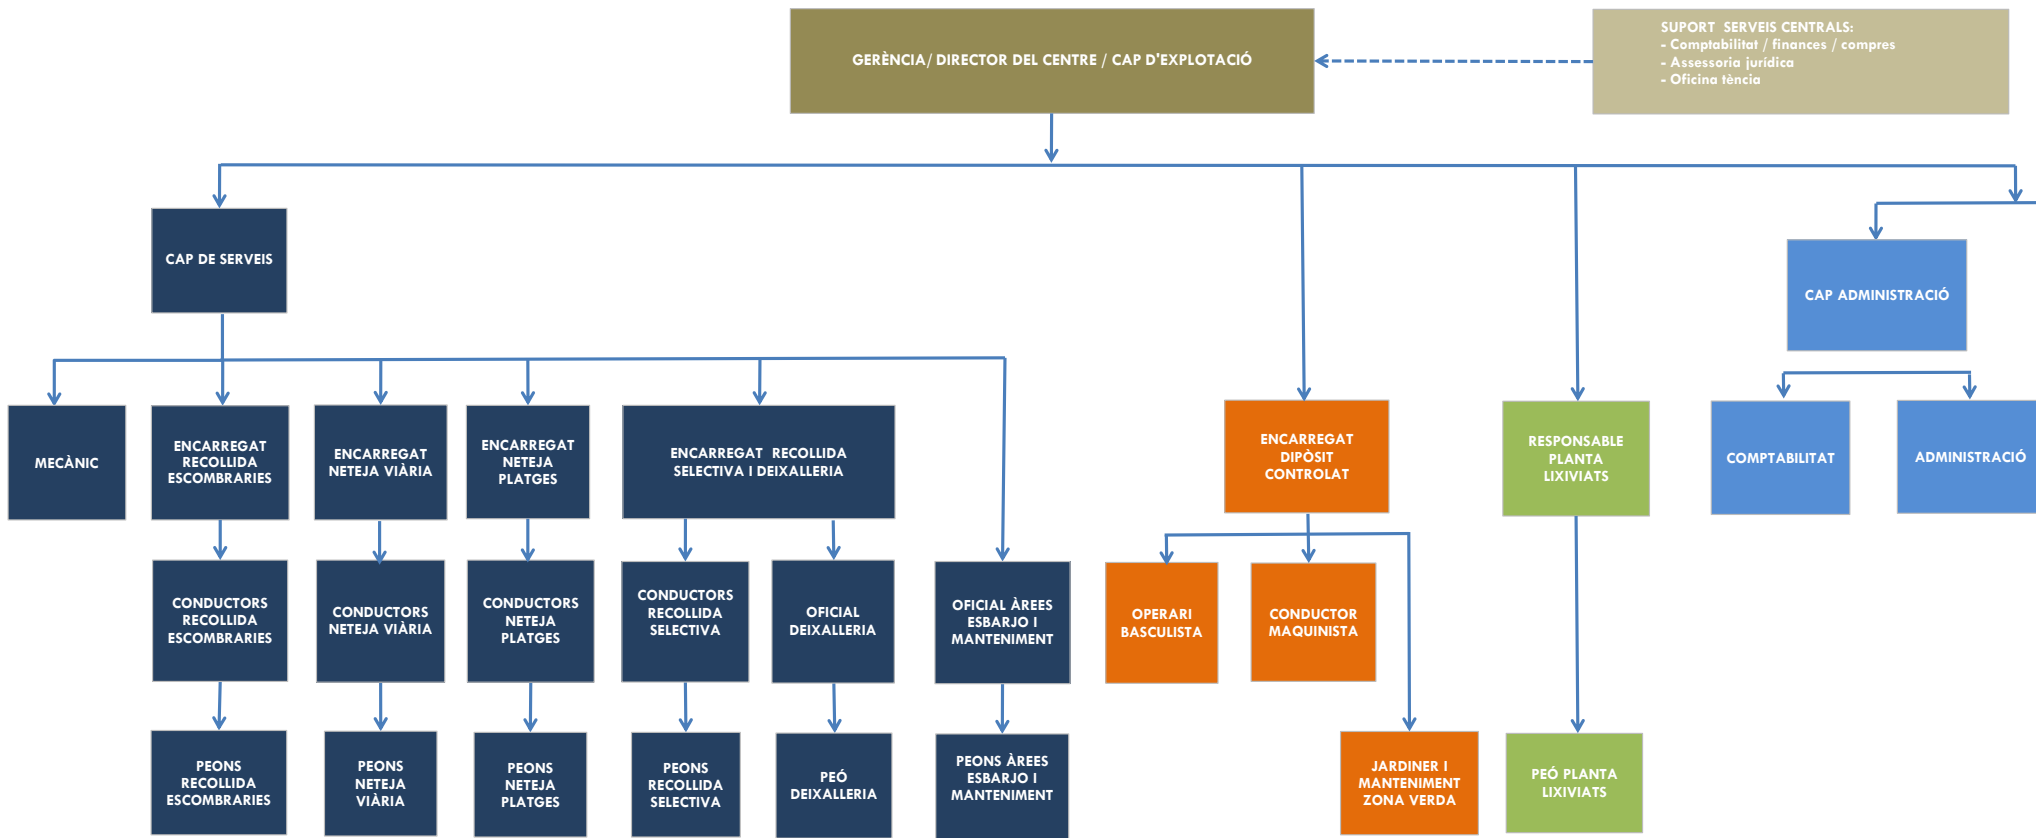 GERÈNCIA/ DIRECTOR DEL CENTRE / CAP D'EXPLOTACIÓ
SUPORT  SERVEIS CENTRALS:
- Comptabilitat / finances / compres
- Assessoria jurídica
- Oficina tència
CAP DE SERVEIS
CAP ADMINISTRACIÓ
MECÀNIC
ENCARREGAT
RECOLLIDA
ESCOMBRARIES
ENCARREGAT
NETEJA VIÀRIA
ENCARREGAT
NETEJA
PLATGES
ENCARREGAT  RECOLLIDA
SELECTIVA I DEIXALLERIA
ENCARREGAT
DIPÒSIT
CONTROLAT
RESPONSABLE
PLANTA
LIXIVIATS
COMPTABILITAT
ADMINISTRACIÓ
CONDUCTORS
RECOLLIDA
ESCOMBRARIES
CONDUCTORS
NETEJA VIÀRIA
CONDUCTORS
NETEJA
PLATGES
CONDUCTORS
RECOLLIDA
SELECTIVA
OFICIAL
DEIXALLERIA
OFICIAL ÀREES
ESBARJO I
MANTENIMENT
OPERARI
BASCULISTA
CONDUCTOR
MAQUINISTA
PEONS
RECOLLIDA
ESCOMBRARIES
PEONS
NETEJA
VIÀRIA
PEONS
NETEJA
PLATGES
PEONS
RECOLLIDA
SELECTIVA
PEÓ
DEIXALLERIA
PEONS ÀREES
ESBARJO I
MANTENIMENT
JARDINER I
MANTENIMENT
ZONA VERDA
PEÓ PLANTA
LIXIVIATS